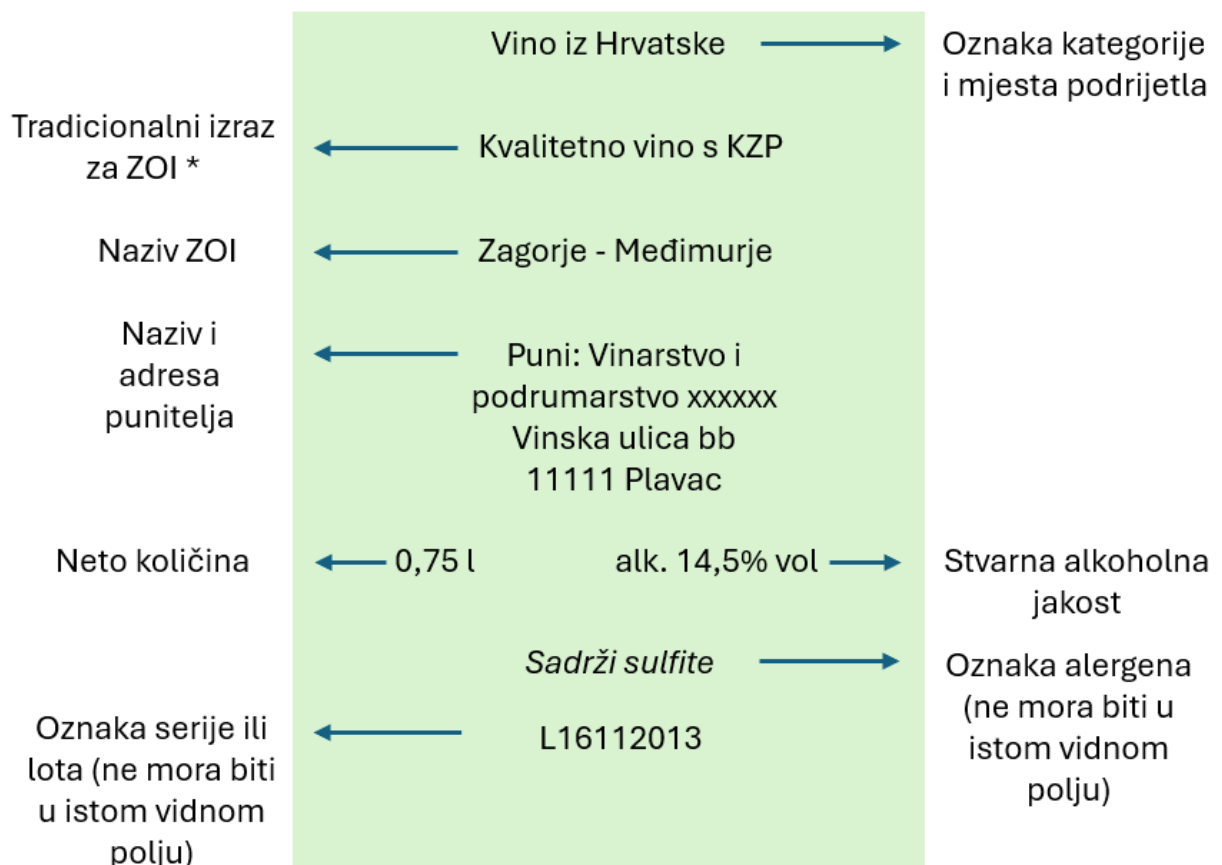 Vino iz Hrvatske
Oznaka kategorije
i mjesta podrijetla
Tradicionalni izraz
za ZOI *
Kvalitetno vino s KZP
Naziv ZOI
Zagorje - Međimurje
Naziv i
adresa
punitelja
Puni: Vinarstvo i
podrumarstvo xxxxxx
Vinska ulica bb
11111 Plavac
Neto količina
0,75 l
alk. 14,5% vol
Stvarna alkoholna
jakost
Sadrži sulfite
Oznaka alergena
(ne mora biti u
istom vidnom
polju)
Oznaka serije ili
lota (ne mora biti
u istom vidnom
polju)
L16112013